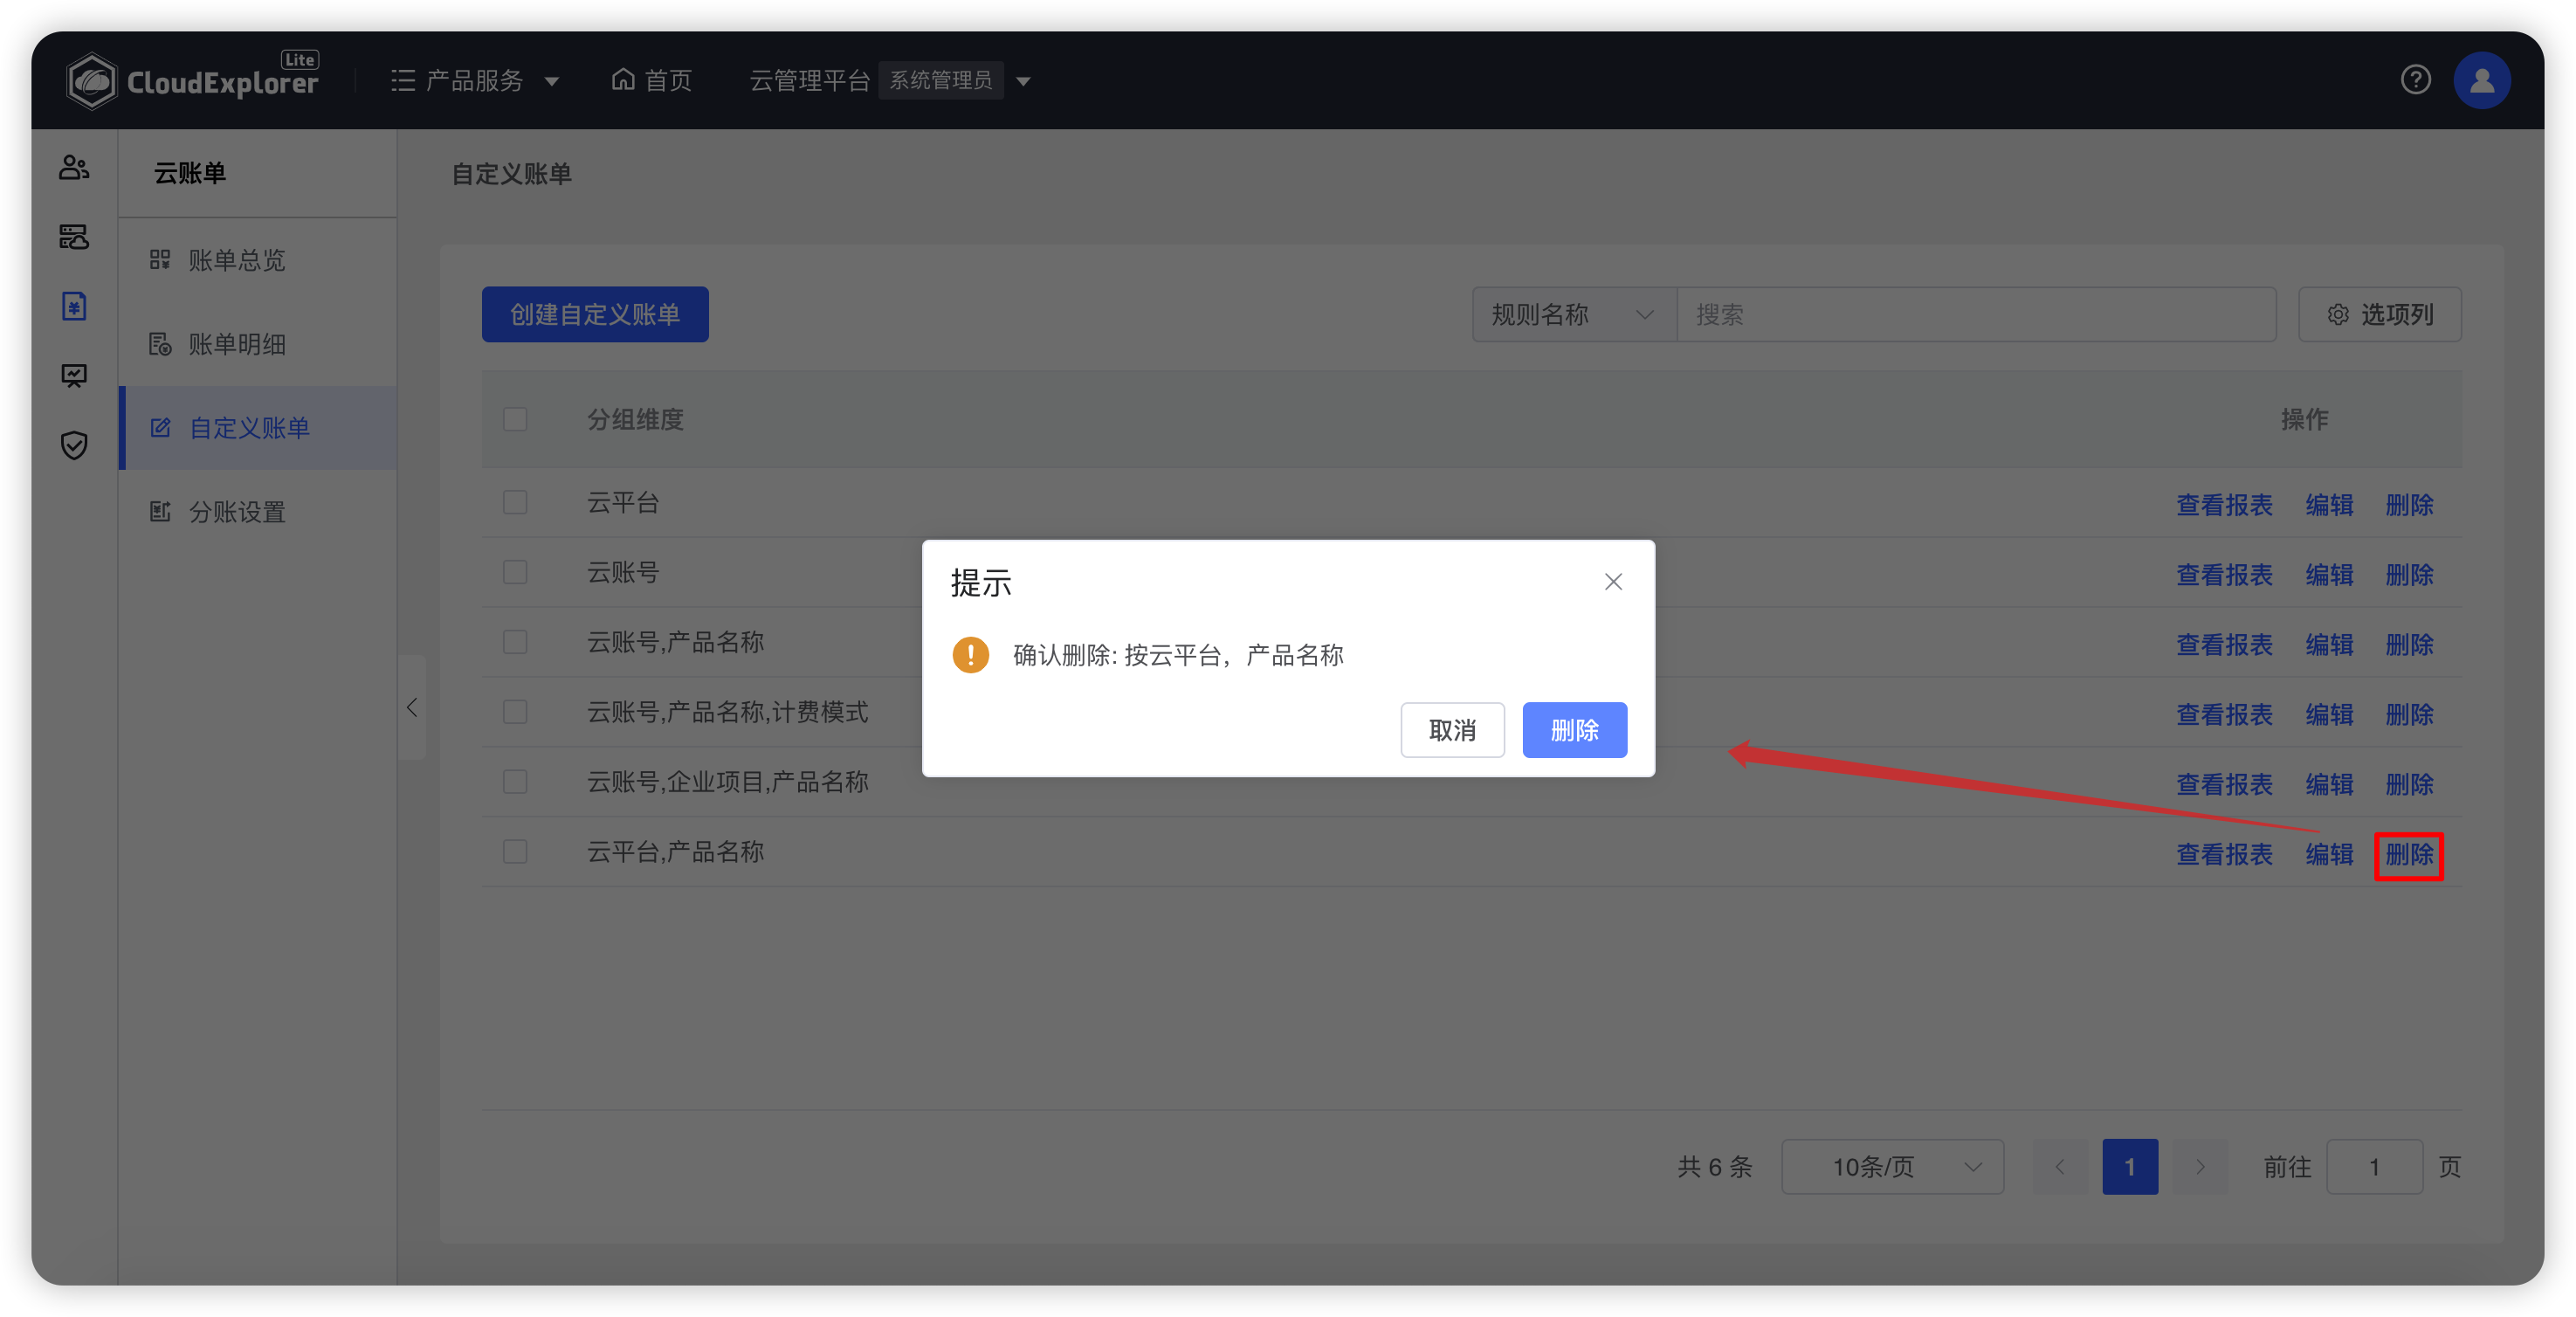 CloudExplorer Lite
产品服务
首页
云管理平台 系统管理员
云账单
账单总览
账单明细
自定义账单
分账设置
自定义账单
创建自定义账单
规则名称 搜索
选项列
分组维度 操作
云平台 查看报表 编辑 删除
云账号 查看报表 编辑 删除
云账号,产品名称 查看报表 编辑 删除
云账号,产品名称,计费模式 查看报表 编辑 删除
云账号,企业项目,产品名称 查看报表 编辑 删除
云平台,产品名称 查看报表 编辑 删除
提示
确认删除: 按云平台，产品名称
取消 删除
共 6 条 10条/页 1 前往 1 页